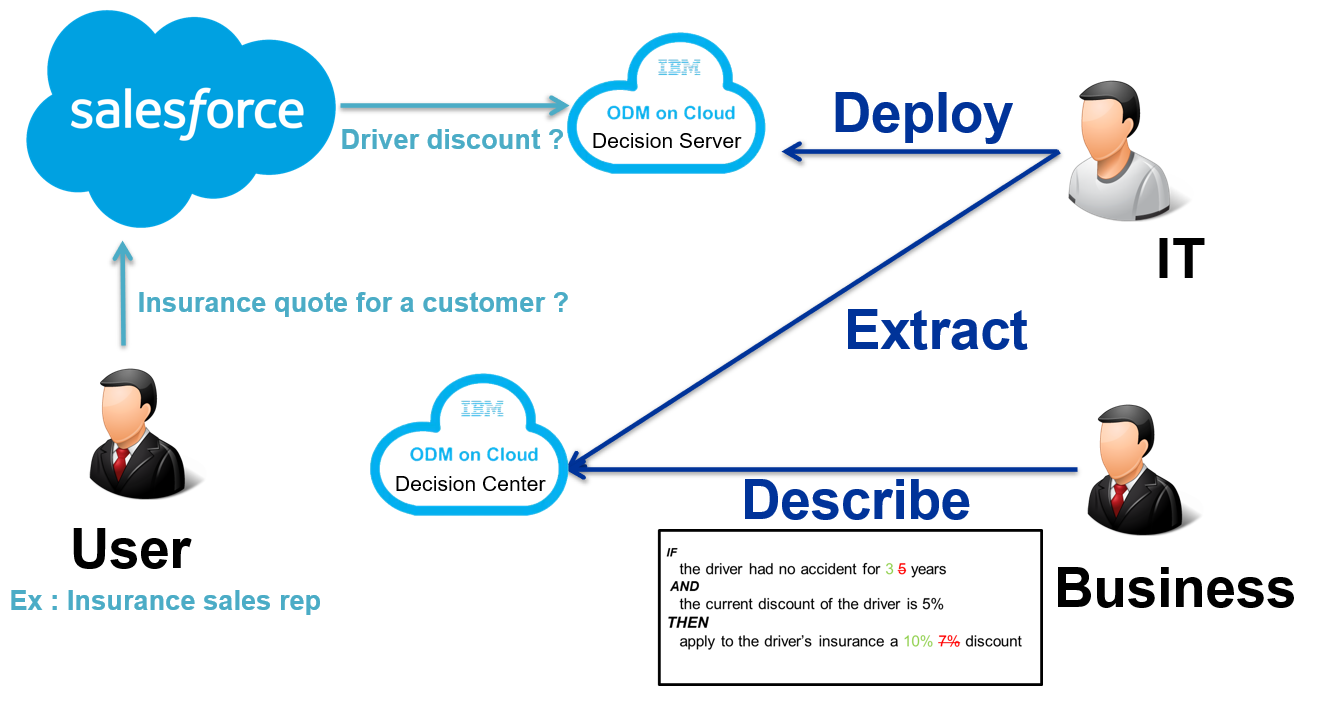 salesforce
IBM
ODM on Cloud
Decision Server
Driver discount ?
Deploy
IT
Insurance quote for a customer ?
Extract
IBM
ODM on Cloud
Decision Center
Describe
User
Ex : Insurance sales rep
IF
the driver had no accident for 3 5 years
AND
the current discount of the driver is 5%
THEN
apply to the driver's insurance a 10% 7% discount
Business